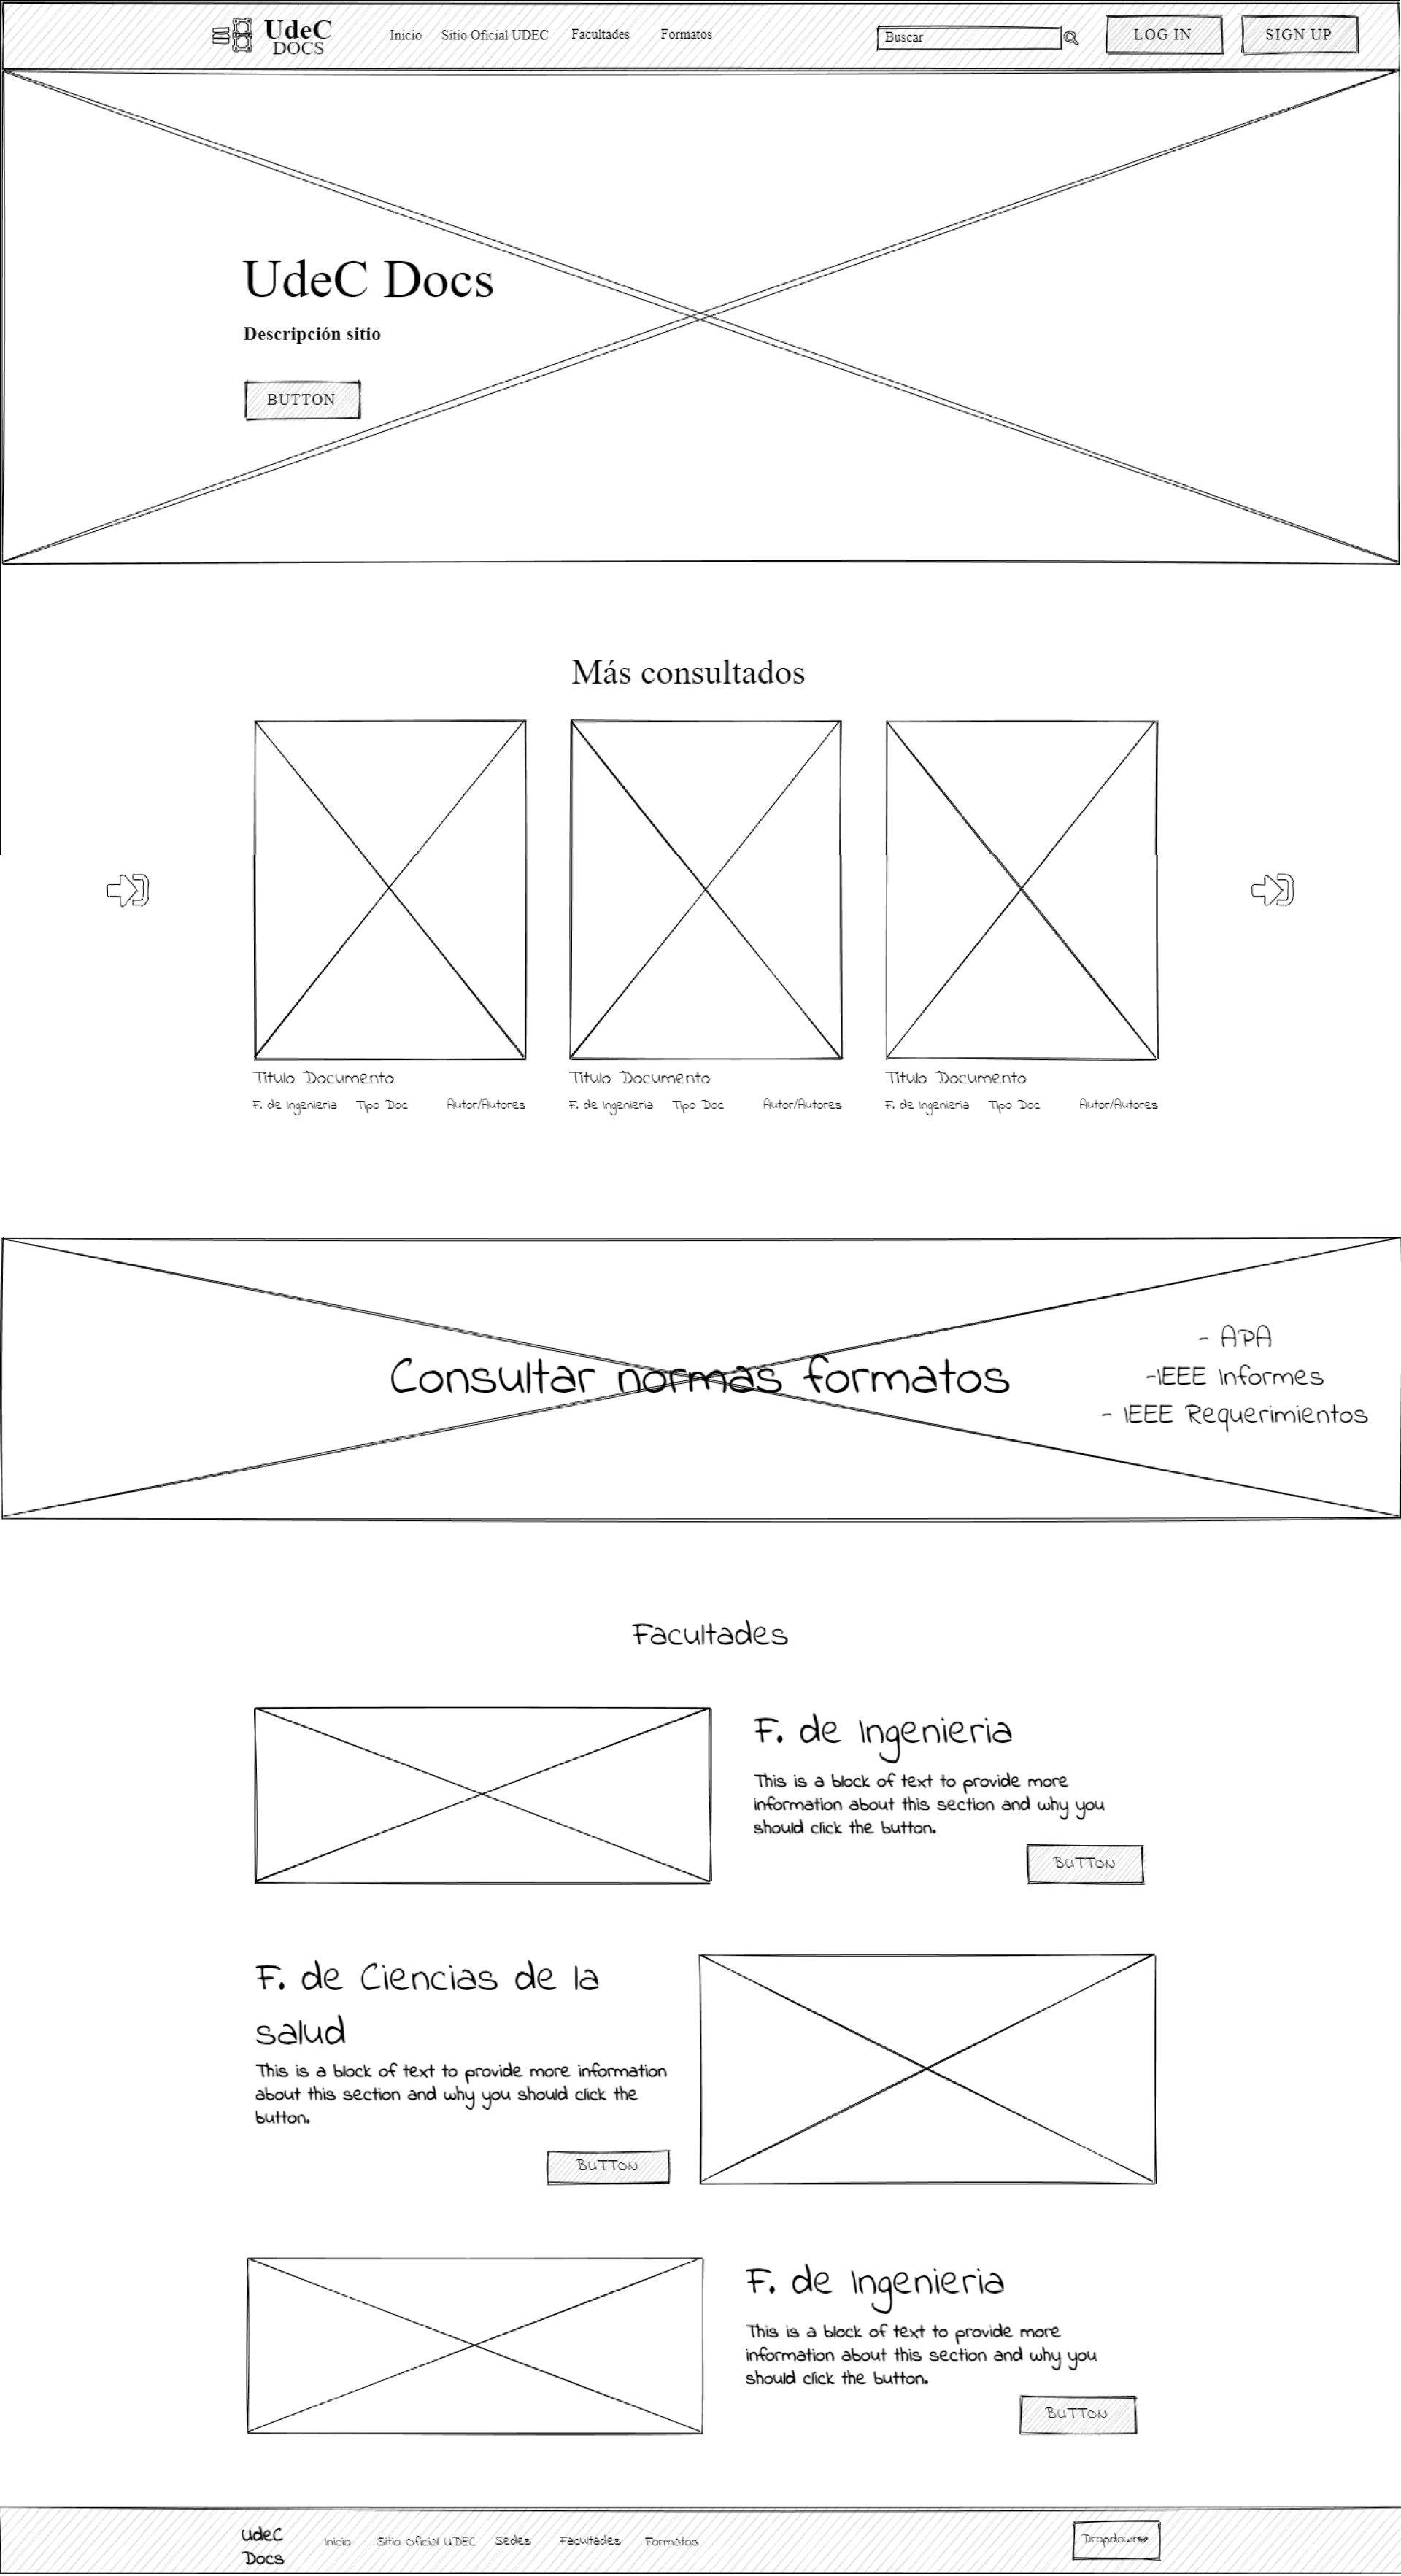 UdeC
DOCS
Inicio Sitio Oficial UDEC Facultades Formatos
Buscar
LOG IN
SIGN UP
UdeC Docs
Descripción sitio
BUTTON
Más consultados
Titulo Documento
F. de Ingenieria Tipo Doc Autor/Autores
Titulo Documento
F. de Ingenieria Tipo Doc Autor/Autores
Titulo Documento
F. de Ingenieria Tipo Doc Autor/Autores
Consultar normas formatos
- APA
-IEEE Informes
- IEEE Requerimientos
Facultades
F. de Ingenieria
This is a block of text to provide more
information about this section and why you
should click the button.
BUTTON
F. de Ciencias de la
salud
This is a block of text to provide more information
about this section and why you should click the
button.
BUTTON
F. de Ingenieria
This is a block of text to provide more
information about this section and why you
should click the button.
BUTTON
UdeC
Docs
Inicio Sitio Oficial UDEC Sedes Facultades Formatos
Dropdown